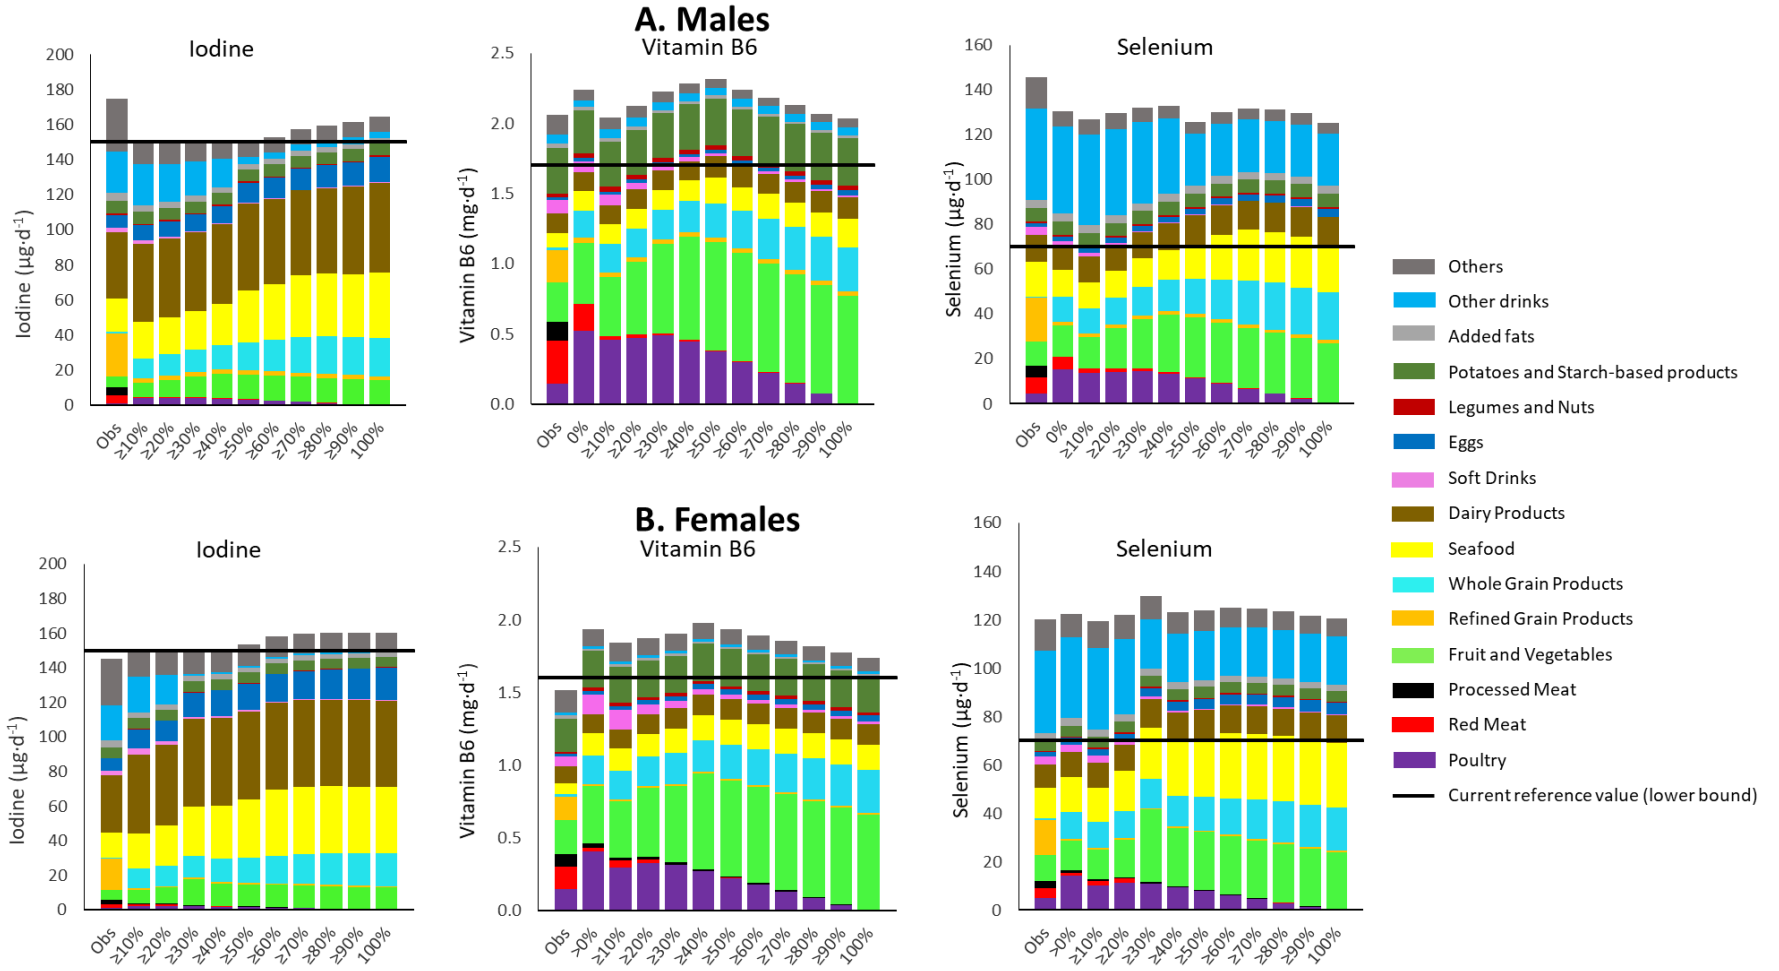 A. Males
Iodine
Vitamin B6
Selenium
Iodine (µg·d-1)
200
180
160
140
120
100
80
60
40
20
0
Obs ≥10% ≥20% ≥30% ≥40% ≥50% ≥60% ≥70% ≥80% ≥90% 100%
Vitamin B6 (mg·d-1)
2.5
2.0
1.5
1.0
0.5
0.0
Obs 0% ≥10% ≥20% ≥30% ≥40% ≥50% ≥60% ≥70% ≥80% ≥90% 100%
Selenium (µg·d-1)
160
140
120
100
80
60
40
20
0
Obs 0% ≥10% ≥20% ≥30% ≥40% ≥50% ≥60% ≥70% ≥80% ≥90% 100%
B. Females
Iodine
Vitamin B6
Selenium
Iodine (µg·d-1)
200
180
160
140
120
100
80
60
40
20
0
Obs ≥10% ≥20% ≥30% ≥40% ≥50% ≥60% ≥70% ≥80% ≥90% 100%
Vitamin B6 (mg·d-1)
2.5
2.0
1.5
1.0
0.5
0.0
Obs >0% ≥10% ≥20% ≥30% ≥40% ≥50% ≥60% ≥70% ≥80% ≥90% 100%
Selenium (µg·d-1)
160
140
120
100
80
60
40
20
0
Obs >0% ≥10% ≥20% ≥30% ≥40% ≥50% ≥60% ≥70% ≥80% ≥90% 100%
Others
Other drinks
Added fats
Potatoes and Starch-based products
Legumes and Nuts
Eggs
Soft Drinks
Dairy Products
Seafood
Whole Grain Products
Refined Grain Products
Fruit and Vegetables
Processed Meat
Red Meat
Poultry
Current reference value (lower bound)